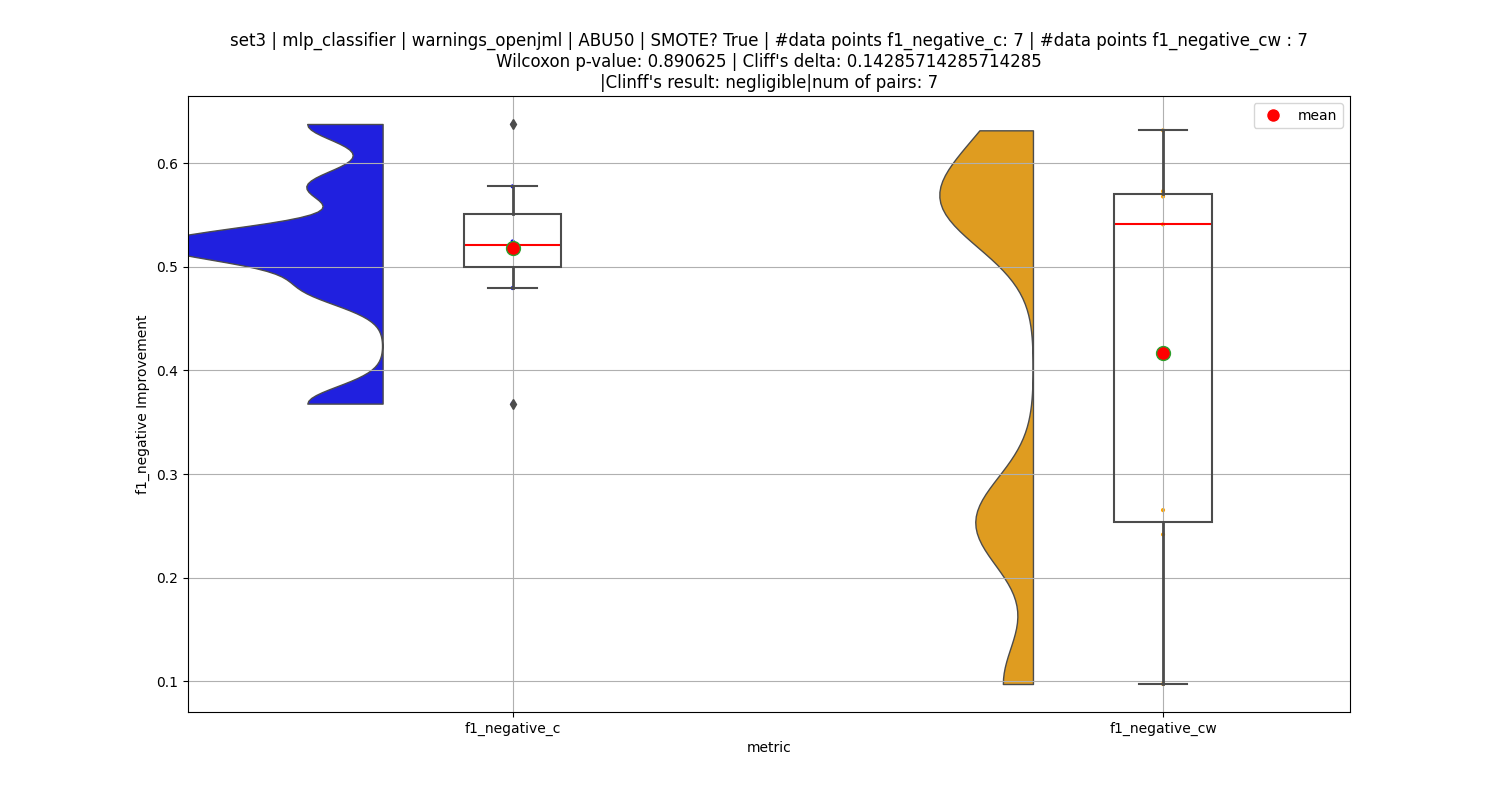 set3 | mlp_classifier | warnings_openjml | ABU50 | SMOTE? True | #data points f1_negative_c: 7 | #data points f1_negative_cw : 7
Wilcoxon p-value: 0.890625 | Cliff's delta: 0.14285714285714285
|Clinff's result: negligible|num of pairs: 7
mean
0.6
0.5
0.4
0.3
0.2
0.1
f1_negative Improvement
f1_negative_c
f1_negative_cw
metric